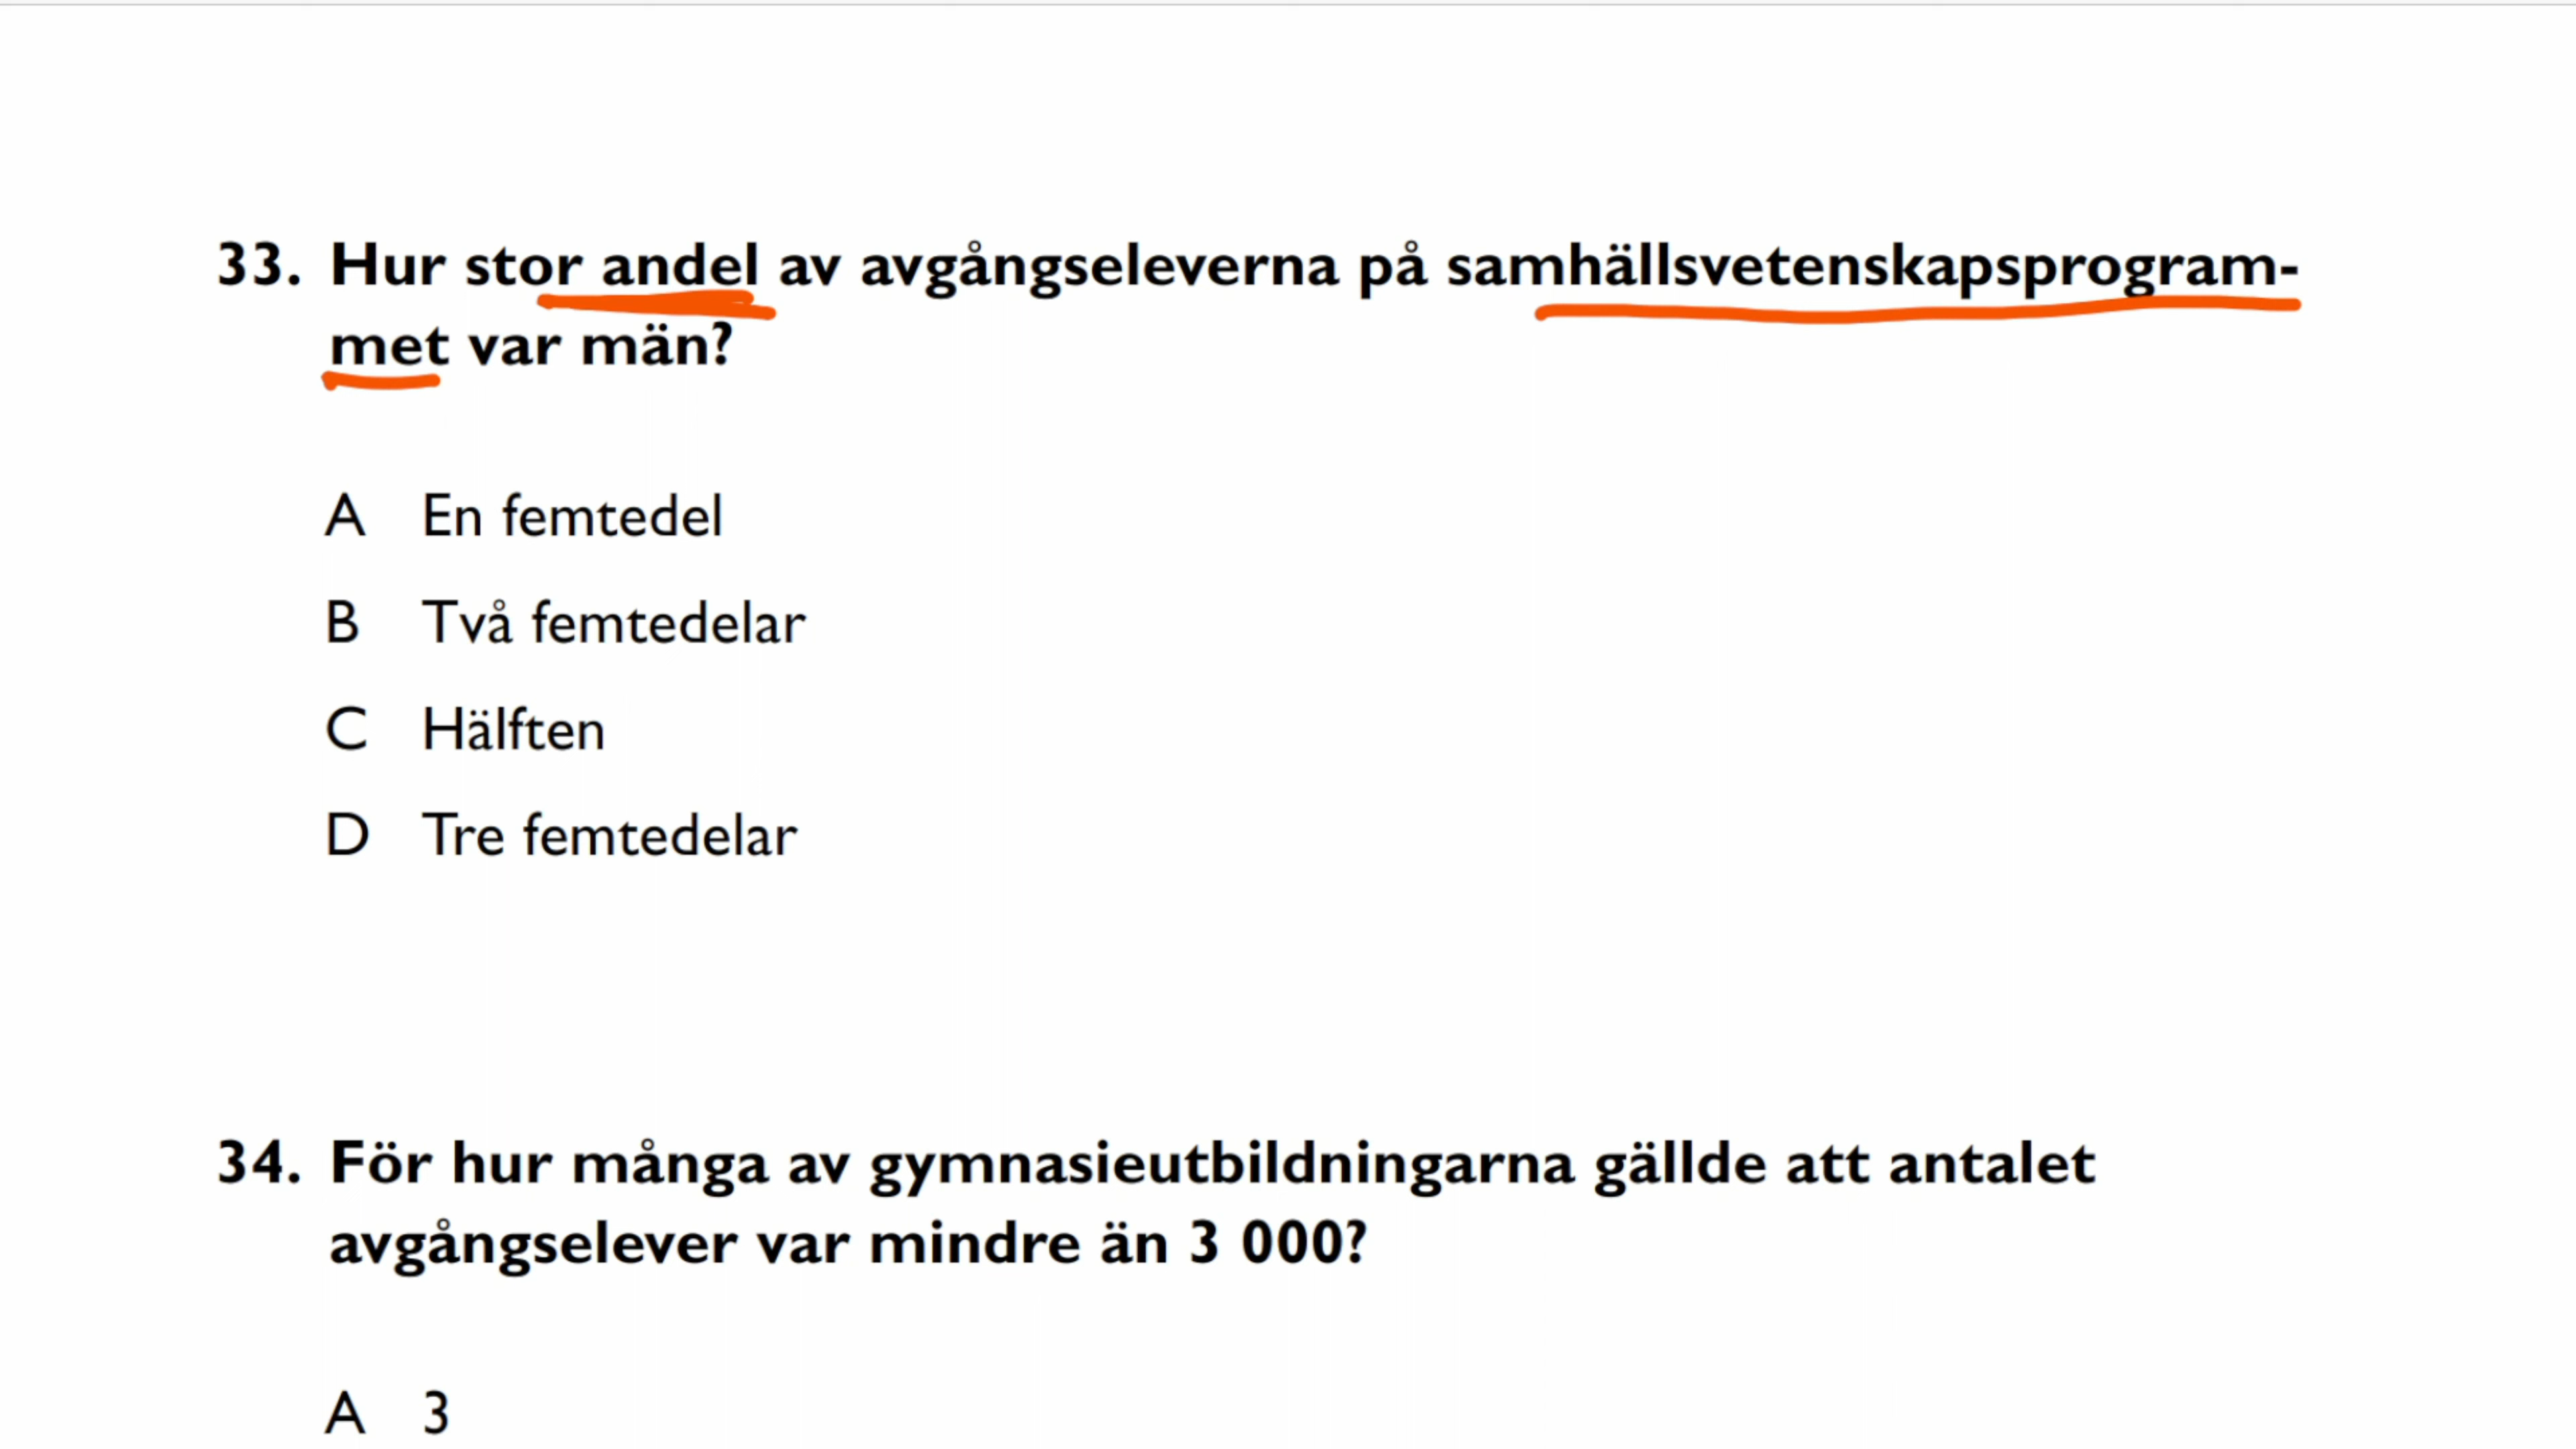 33. Hur stor andel av avgångseleverna på samhällsvetenskapsprogram-
met var män?
A En femtedel
B Två femtedelar
C Hälften
D Tre femtedelar
34. För hur många av gymnasieutbildningarna gällde att antalet
avgångselever var mindre än 3 000?
A 3